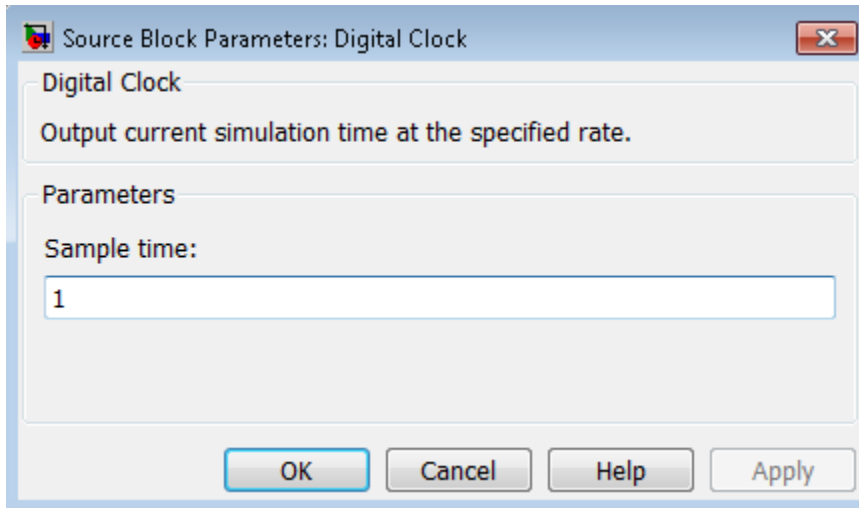 Source Block Parameters: Digital Clock
Digital Clock
Output current simulation time at the specified rate.
Parameters
Sample time:
1
OK Cancel Help Apply